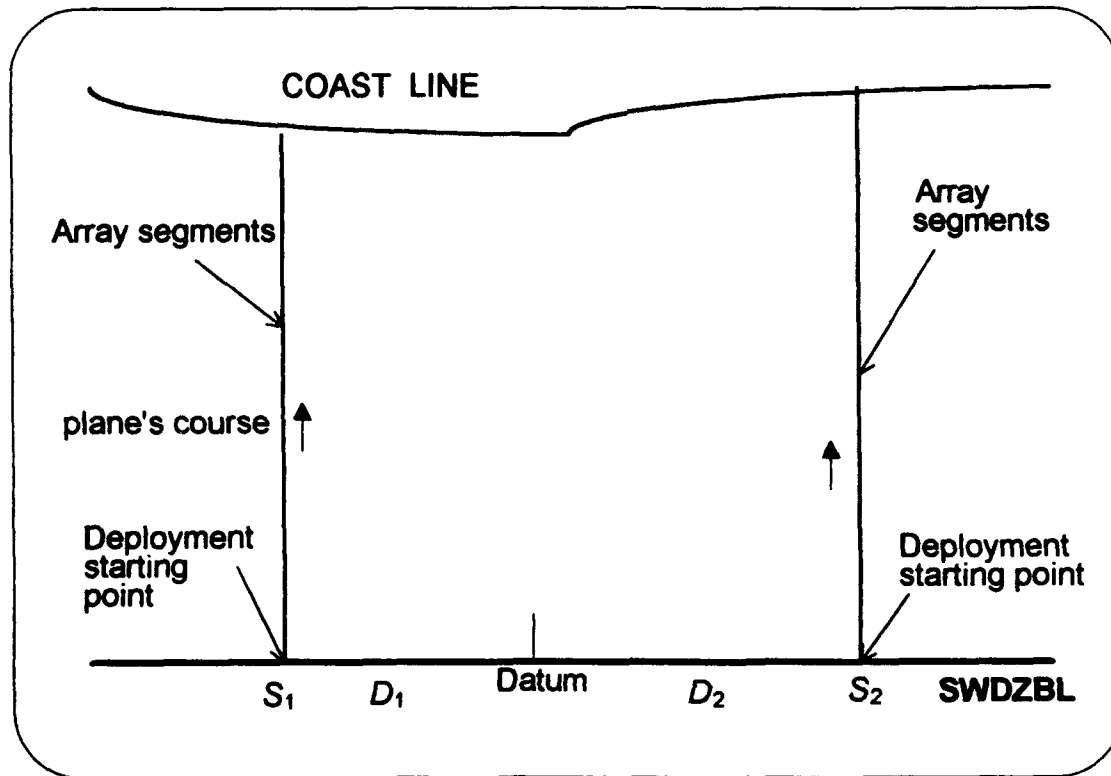 COAST LINE
Array segments
Array
segments
plane's course
Deployment
starting
point
Deployment
starting point
S₁ D₁ Datum D₂ S₂ SWDZBL